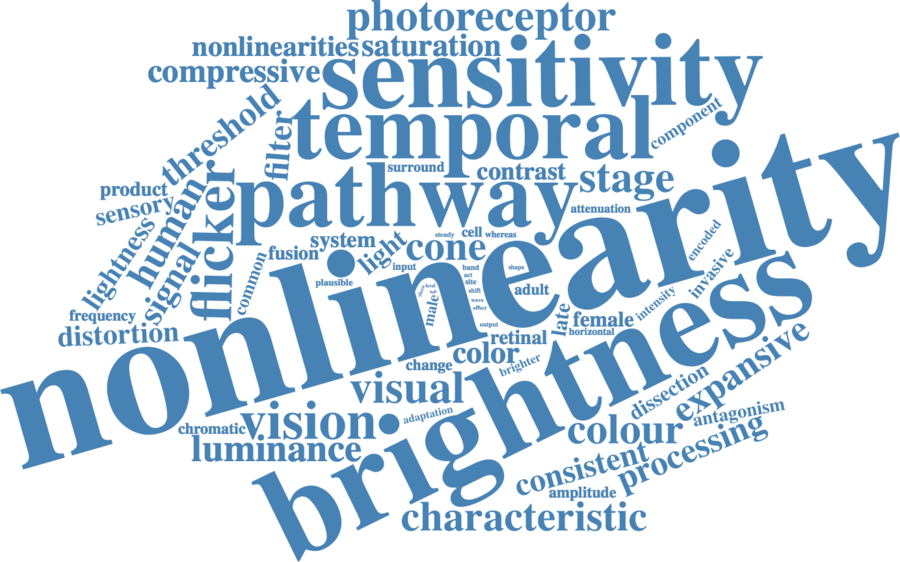 photoreceptor
nonlinearities
saturation
compressive
sensitivity
threshold
filter
temporal
component
surround
contrast
product
sensory
human
flicker
pathway
stage
attenuation
lightness
signal
common
fusion
system
light
cone
cell
steady
whereas
encoded
invasive
plausible
input
band
shape
act
alte
shift
wave
effect
output
male
adult
late
female
intensity
horizontal
frequency
distortion
nonlinearity
retinal
color
change
brighter
visual
brightness
dissection
expansive
antagonism
adaptation
chromatic
vision
luminance
colour
consistent
processing
amplitude
characteristic